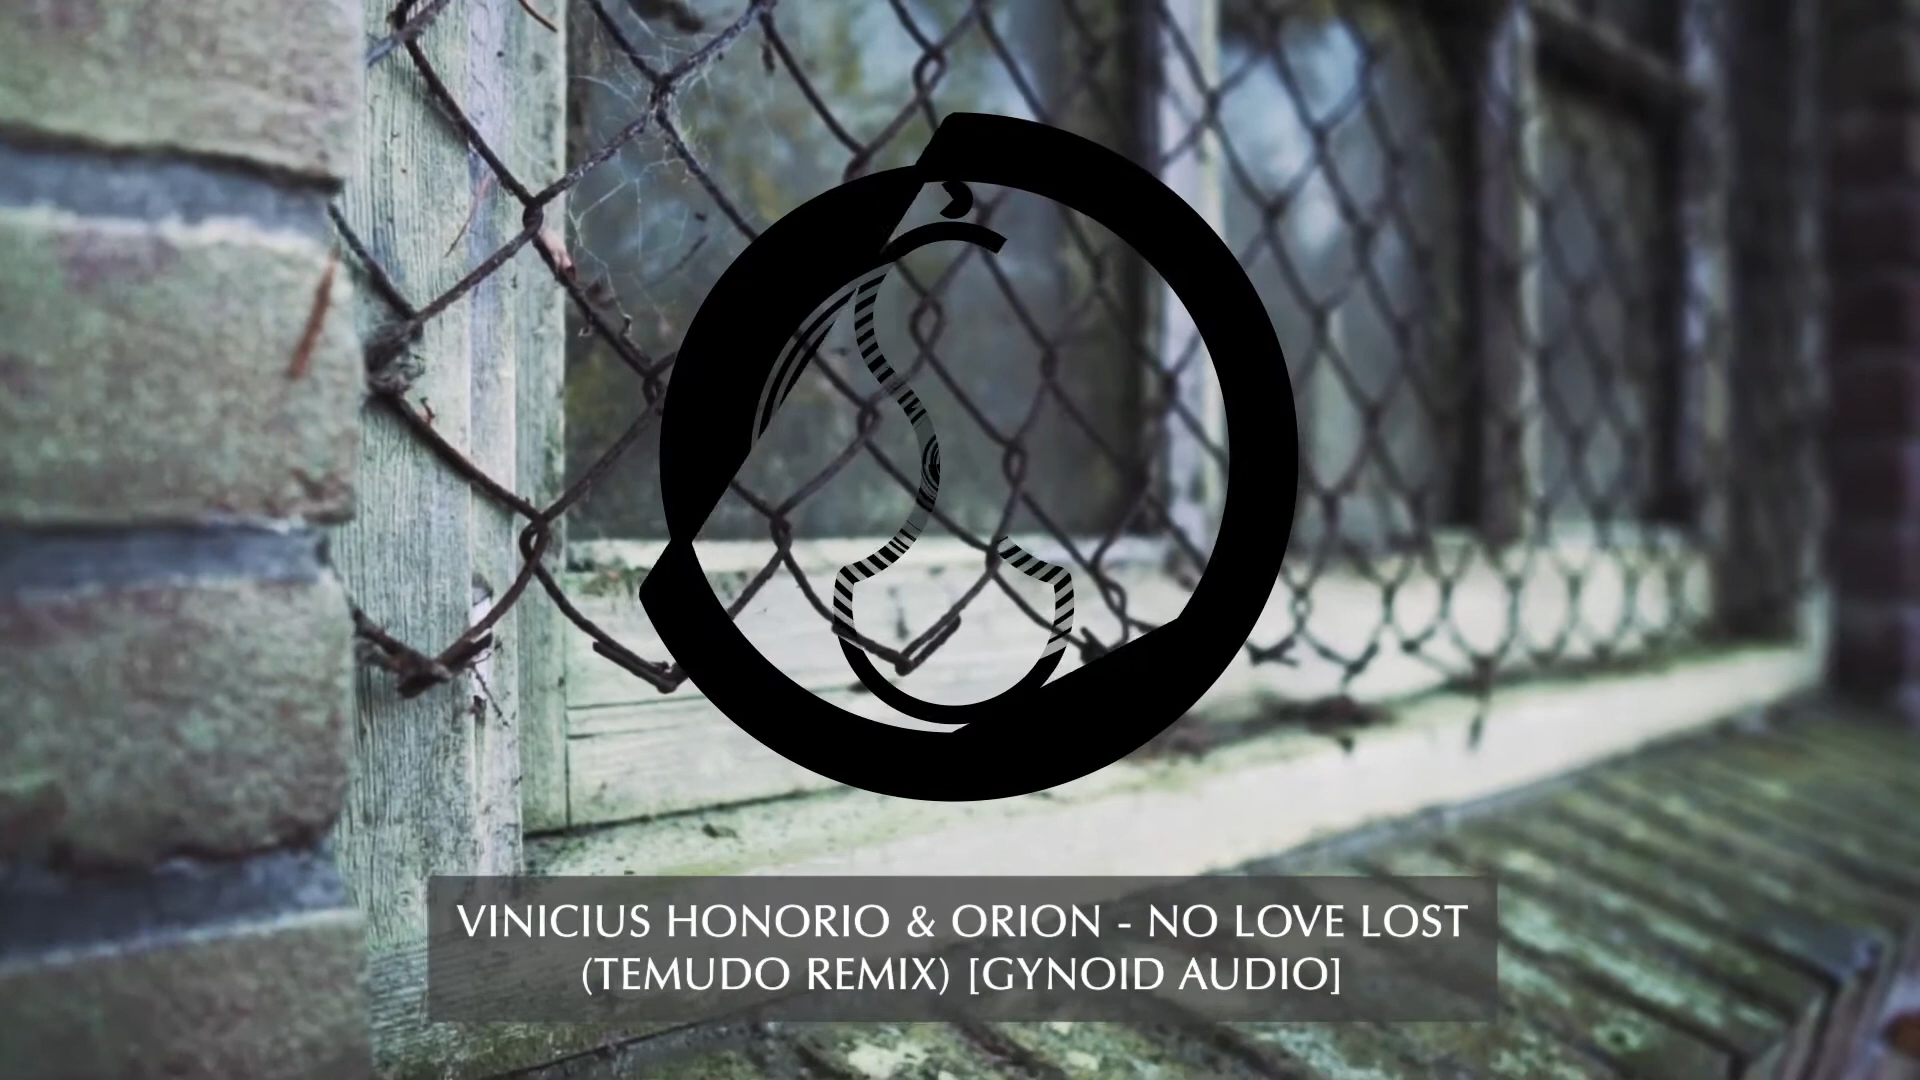 VINICIUS HONORIO & ORION - NO LOVE LOST
(TEMUDO REMIX) [GYNOID AUDIO]